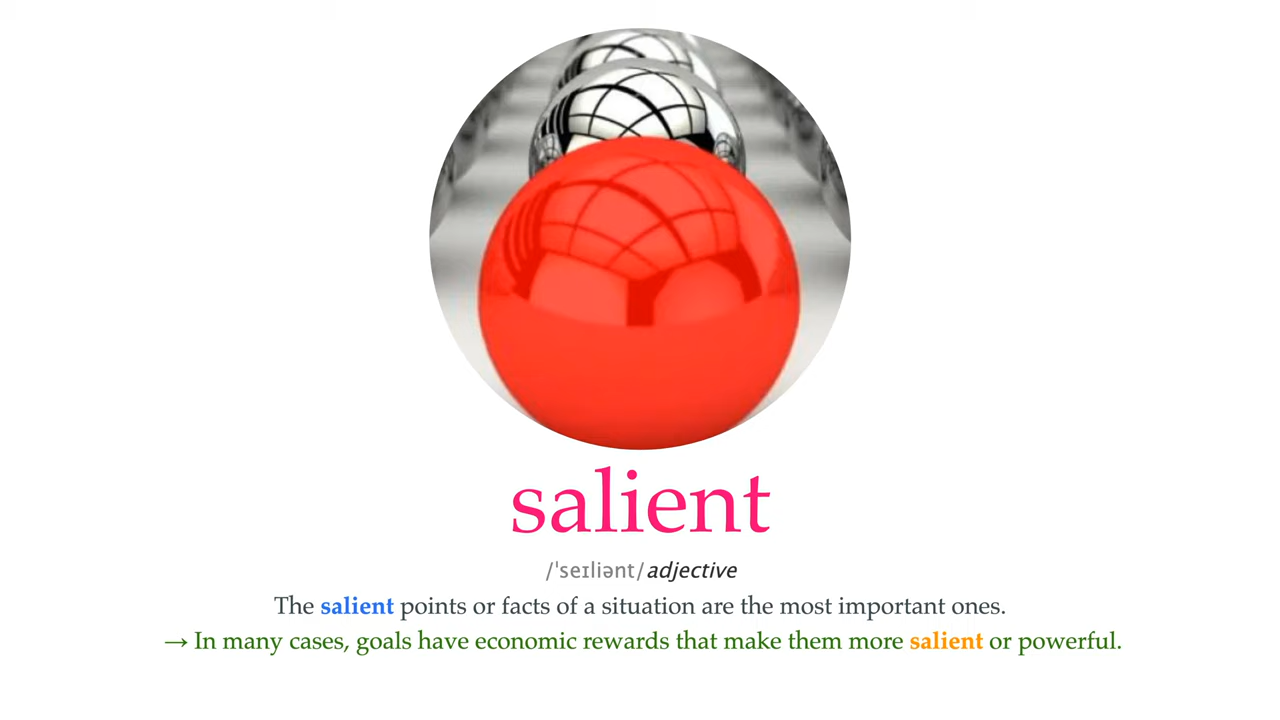 salient
/ˈseɪliənt/ adjective
The salient points or facts of a situation are the most important ones.
→ In many cases, goals have economic rewards that make them more salient or powerful.